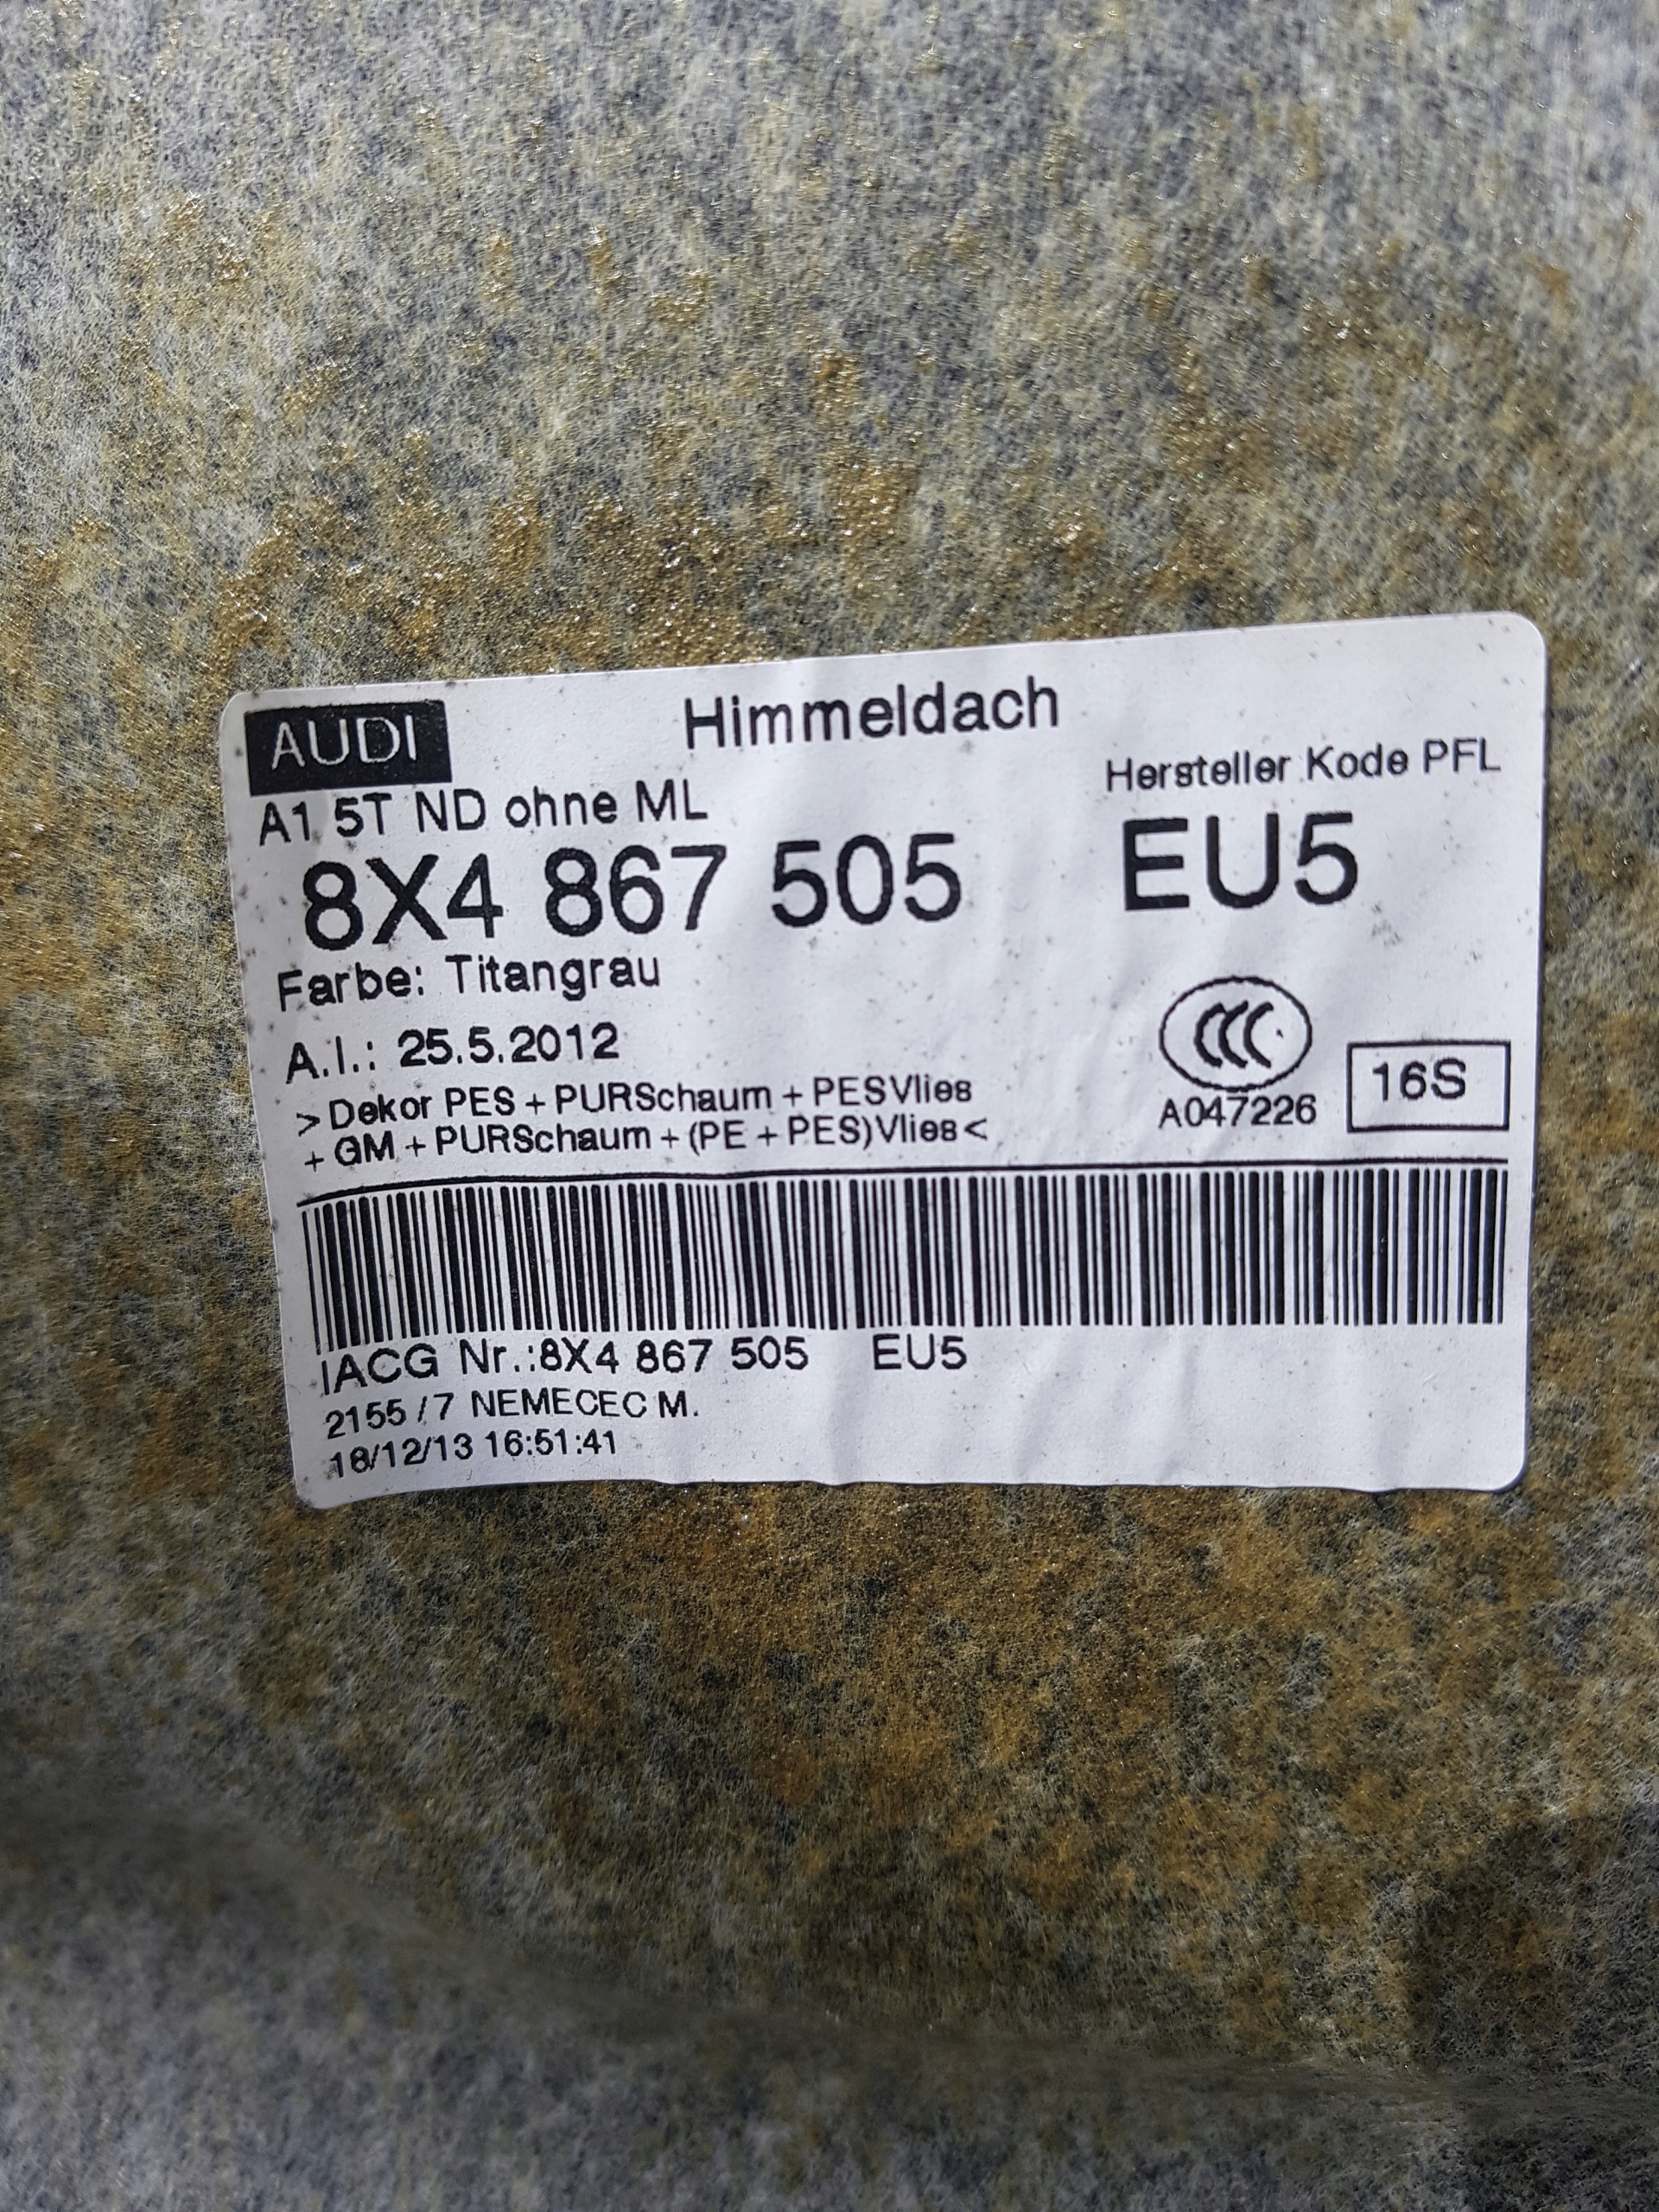 AUDI Himmeldach
A1 5T ND ohne ML Hersteller Kode PFL
8X4 867 505 EU5
Farbe: Titangrau
A.I.: 25.5.2012
CCC 16S
>Dekor PES + PURSchaum + PESVlies A047226
+ GM + PURSchaum + (PE + PES)Vlies<
IACG Nr.:8X4 867 505 EU5
2155/7 NEMECEC M.
18/12/13 16:51:41